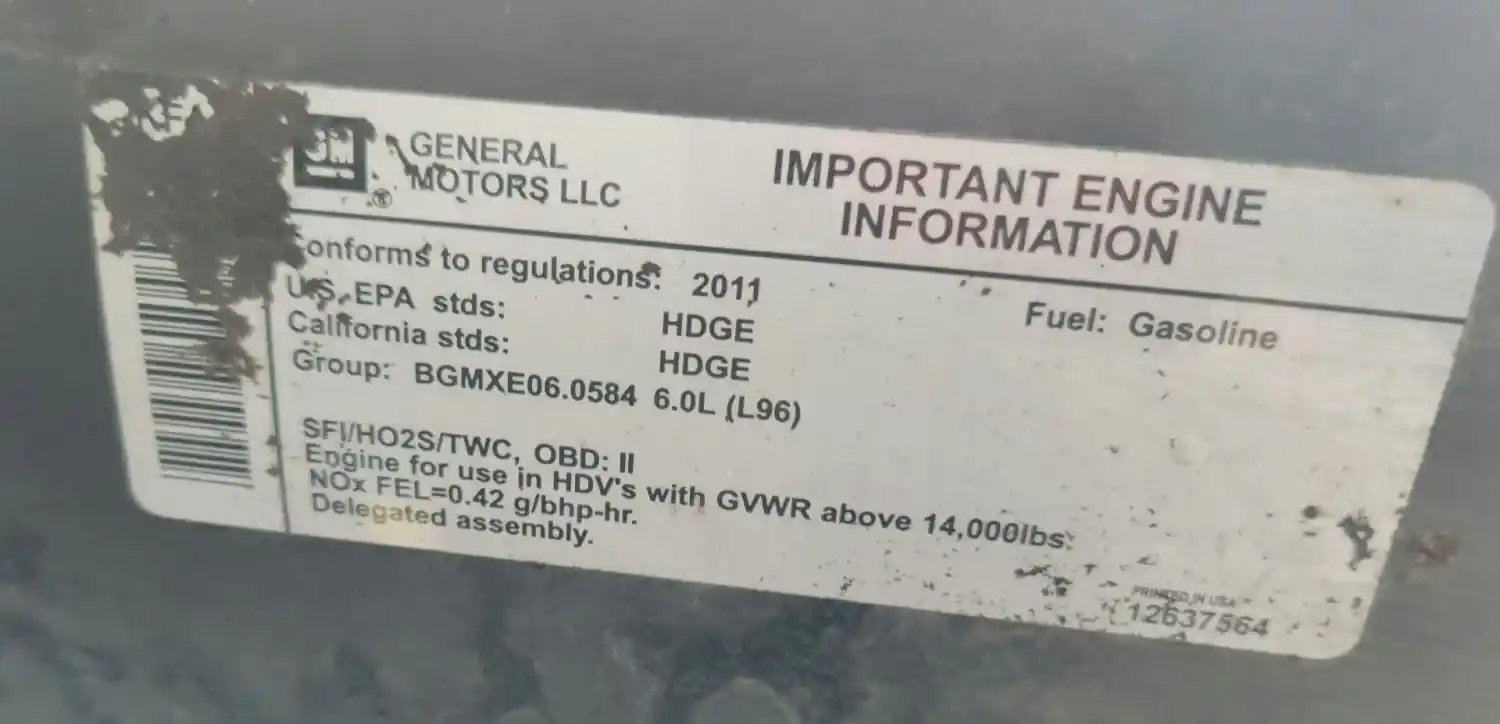 GM
GENERAL
MOTORS LLC
®
IMPORTANT ENGINE
INFORMATION
Conforms to regulations: 2011
Fuel: Gasoline
U.S. EPA stds: HDGE
California stds: HDGE
Group: BGMXE06.0584 6.0L (L96)
SFI/HO2S/TWC, OBD: II
Engine for use in HDV's with GVWR above 14,000lbs.
NOx FEL=0.42 g/bhp-hr.
Delegated assembly.
PRINTED IN USA
12637564